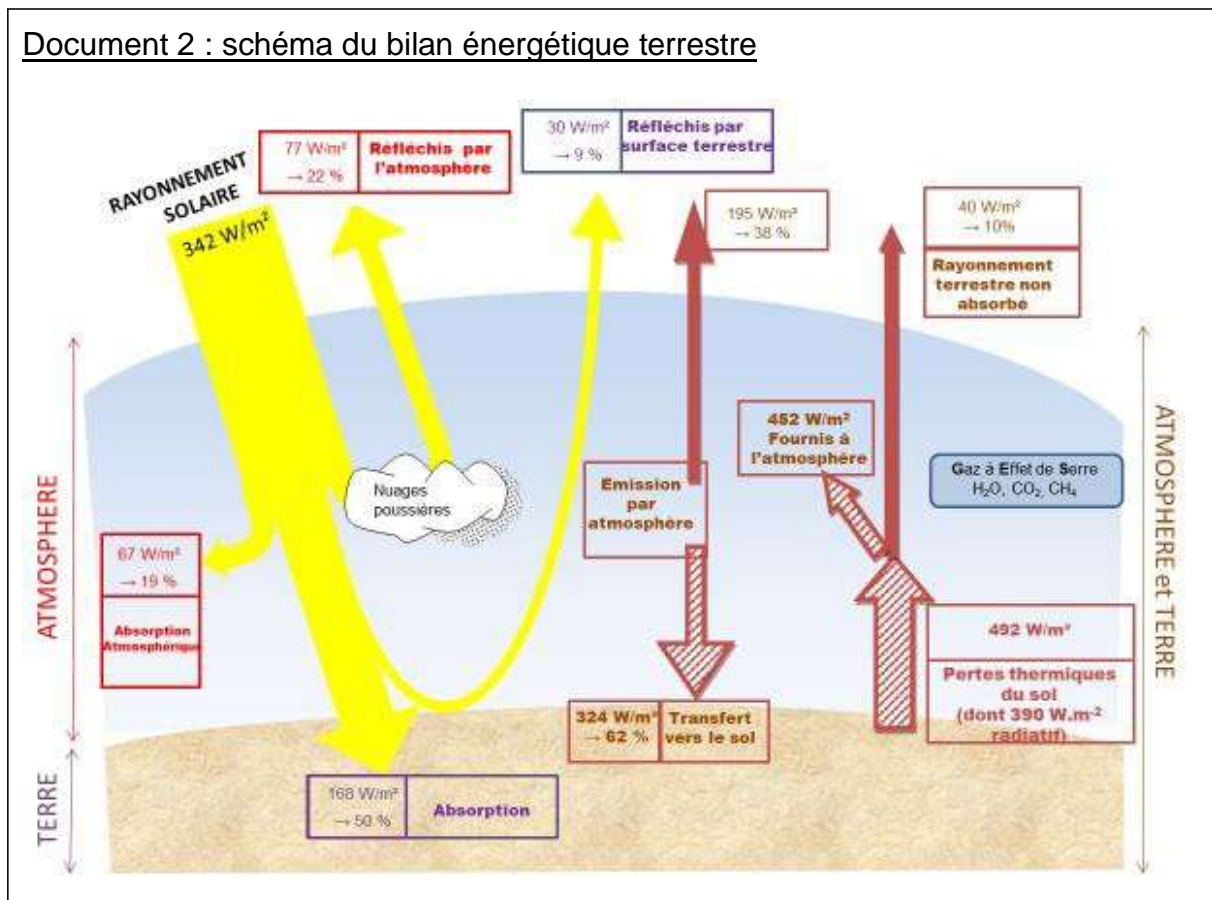 Document 2 : schéma du bilan énergétique terrestre
RAYONNEMENT
SOLAIRE
342 W/m²
77 W/m²
→ 22 %
Réfléchis par
l'atmosphère
30 W/m²
→ 9 %
Réfléchis par
surface terrestre
195 W/m²
→ 38 %
40 W/m²
→ 10%
Rayonnement
terrestre non
absorbé
ATMOSPHERE
TERRE
ATMOSPHERE et TERRE
Nuages
poussières
67 W/m²
→ 19 %
Absorption
Atmosphérique
Emission
par
atmosphère
452 W/m²
Fournis à
l'atmosphère
Gaz à Effet de Serre
H₂O, CO₂, CH₄
492 W/m²
Pertes thermiques
du sol
(dont 390 W.m⁻²
radiatif)
324 W/m²
→ 62 %
Transfert
vers le sol
168 W/m²
→ 50 %
Absorption